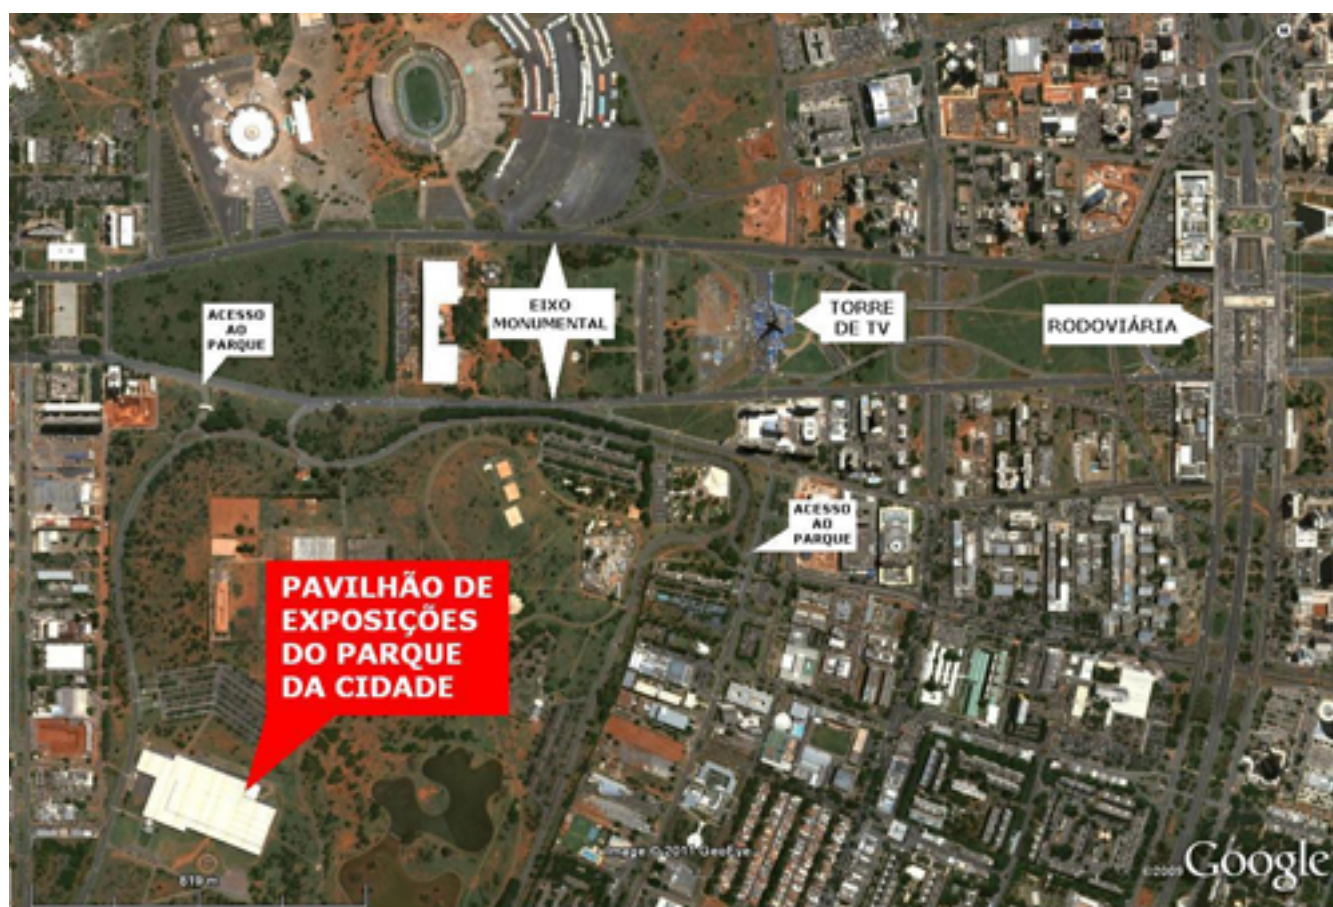 ACESSO
AO
PARQUE
EIXO
MONUMENTAL
TORRE
DE TV
RODOVIÁRIA
ACESSO
AO
PARQUE
PAVILHÃO DE
EXPOSIÇÕES
DO PARQUE
DA CIDADE
Image © 2011 GeoEye
©2009 Google
619 m